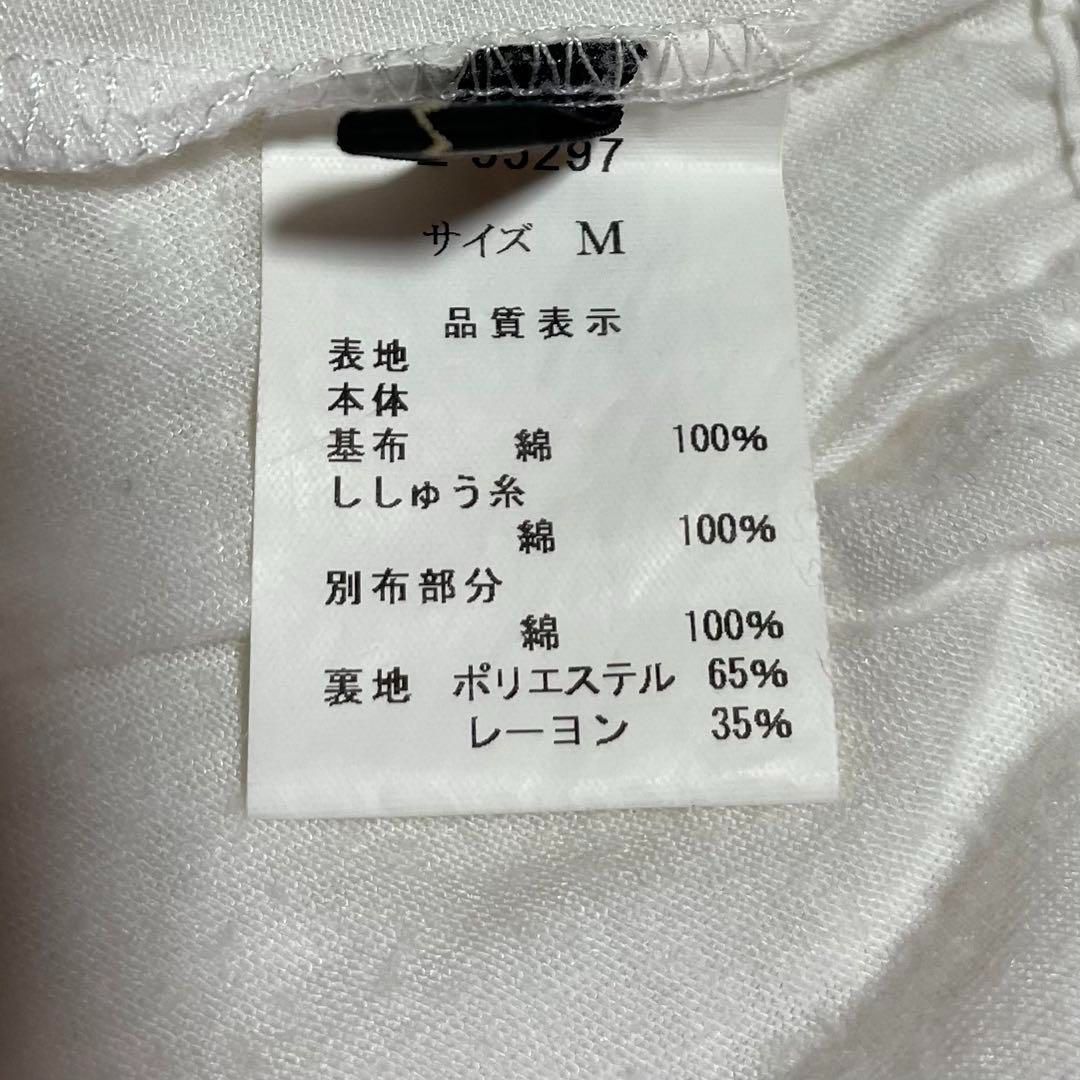 297
サイズ M
品質表示
表地
本体
基布 綿 100%
ししゅう糸
綿 100%
別布部分
綿 100%
裏地 ポリエステル 65%
レーヨン 35%